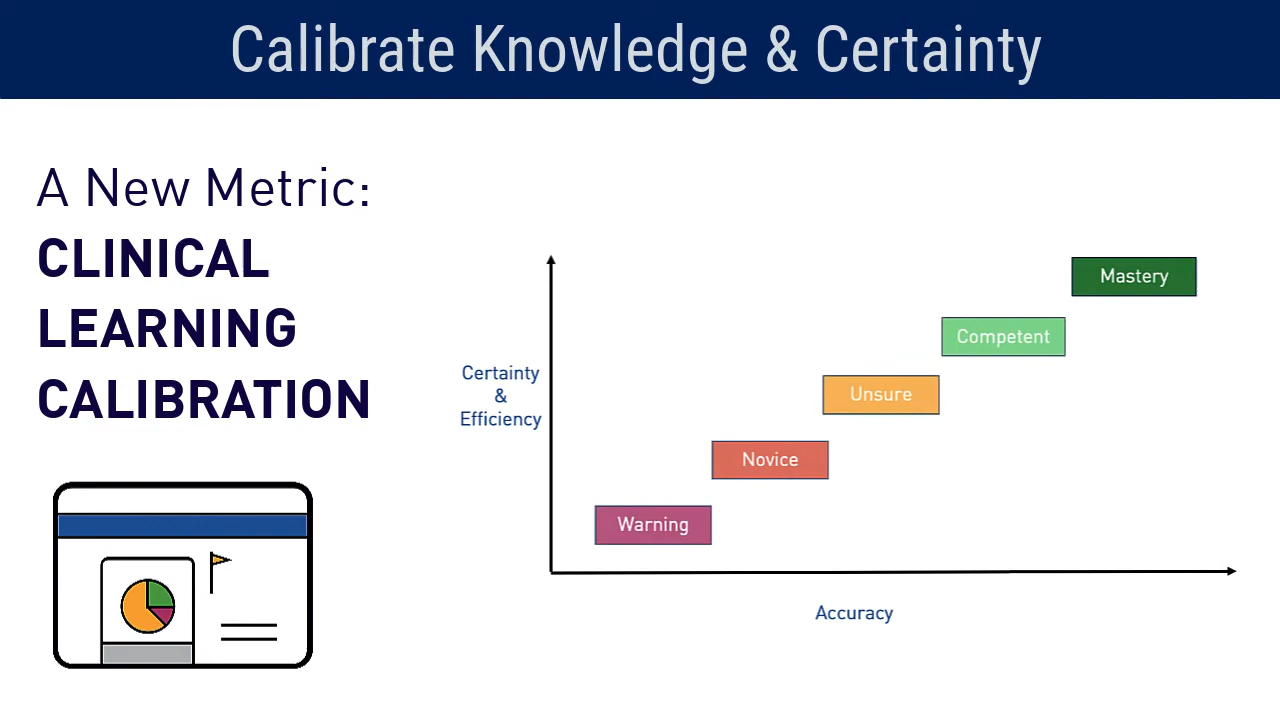 Calibrate Knowledge & Certainty
A New Metric:
CLINICAL
LEARNING
CALIBRATION
Mastery
Competent
Certainty
&
Efficiency
Unsure
Novice
Warning
Accuracy